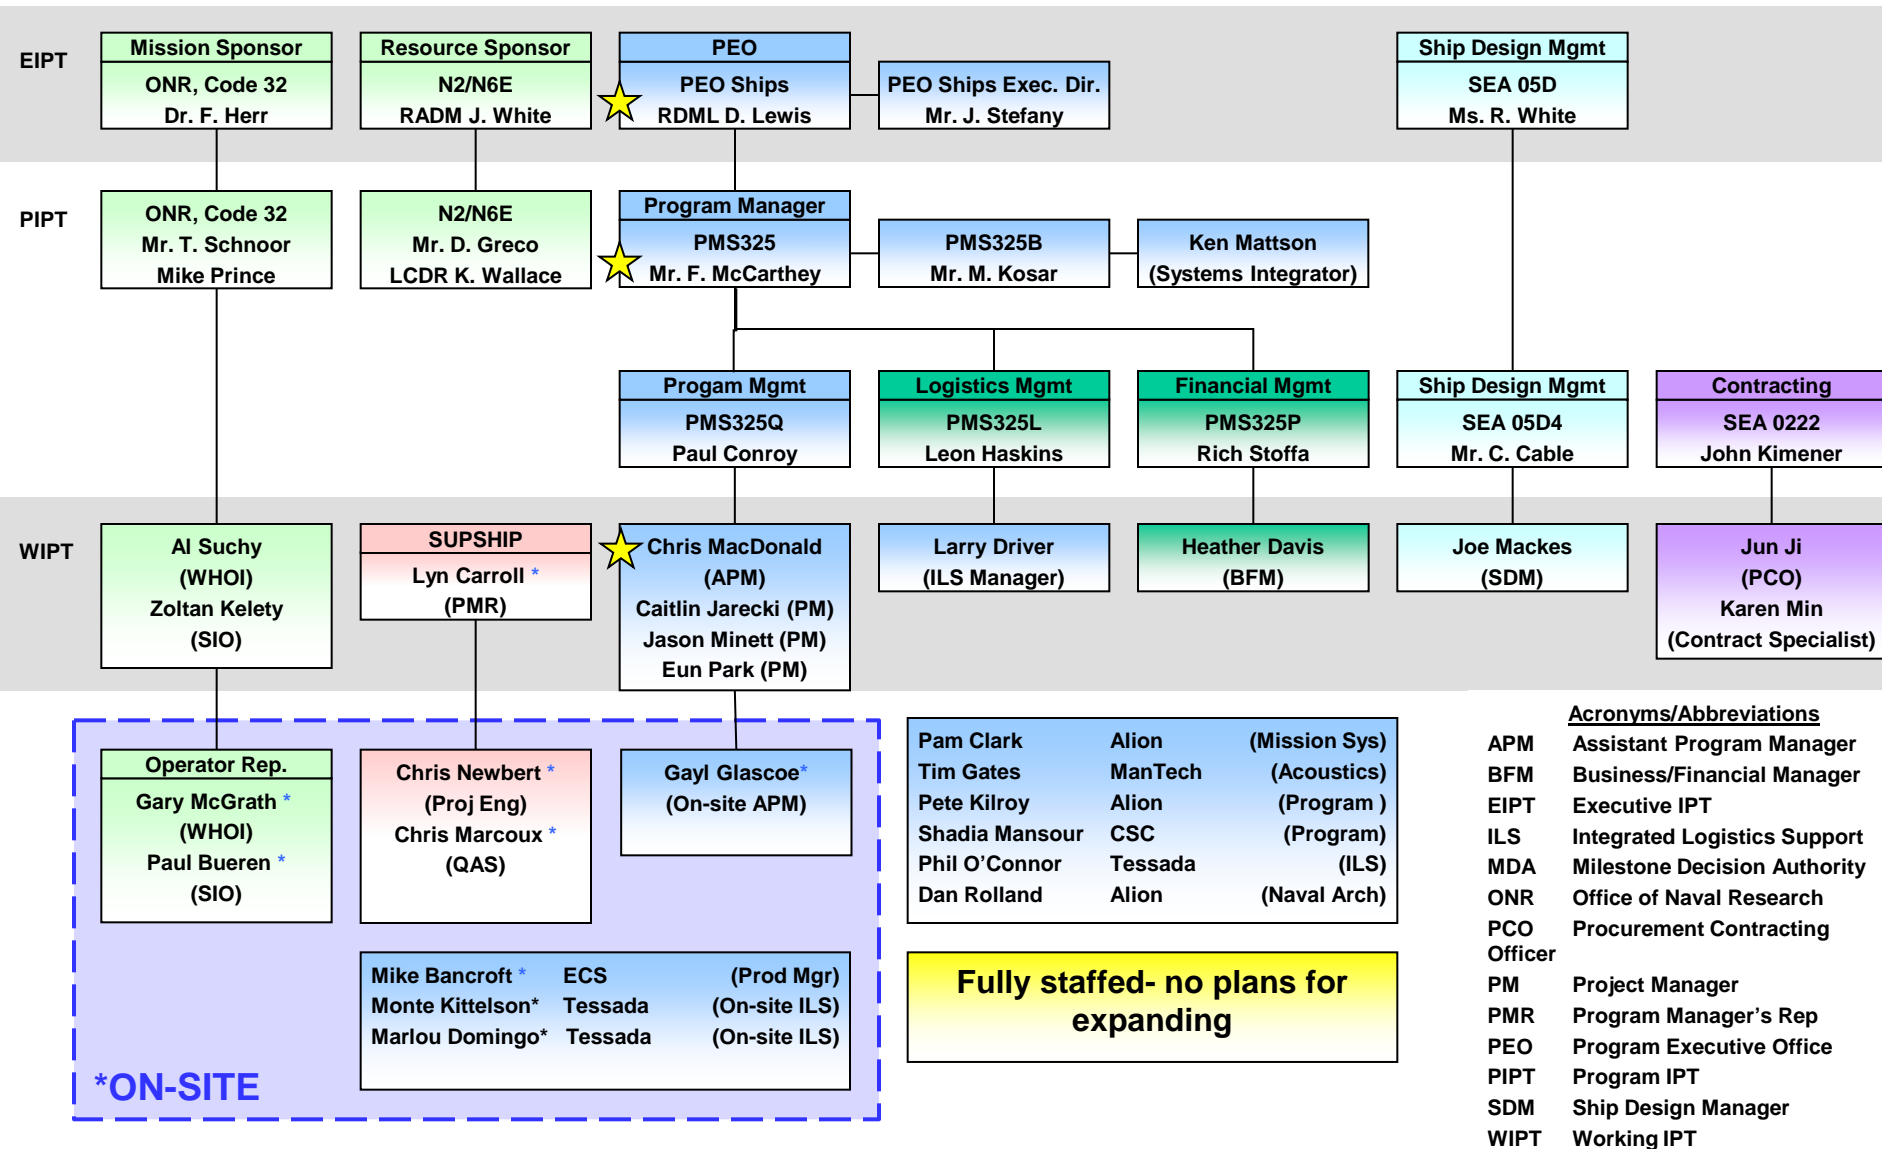 EIPT
Mission Sponsor
ONR, Code 32
Dr. F. Herr
Resource Sponsor
N2/N6E
RADM J. White
PEO
PEO Ships
RDML D. Lewis
PEO Ships Exec. Dir.
Mr. J. Stefany
Ship Design Mgmt
SEA 05D
Ms. R. White
PIPT
ONR, Code 32
Mr. T. Schnoor
Mike Prince
N2/N6E
Mr. D. Greco
LCDR K. Wallace
Program Manager
PMS325
Mr. F. McCarthey
PMS325B
Mr. M. Kosar
Ken Mattson
(Systems Integrator)
Progam Mgmt
PMS325Q
Paul Conroy
Logistics Mgmt
PMS325L
Leon Haskins
Financial Mgmt
PMS325P
Rich Stoffa
Ship Design Mgmt
SEA 05D4
Mr. C. Cable
Contracting
SEA 0222
John Kimener
WIPT
Al Suchy
(WHOI)
Zoltan Kelety
(SIO)
SUPSHIP
Lyn Carroll *
(PMR)
Chris MacDonald
(APM)
Caitlin Jarecki (PM)
Jason Minett (PM)
Eun Park (PM)
Larry Driver
(ILS Manager)
Heather Davis
(BFM)
Joe Mackes
(SDM)
Jun Ji
(PCO)
Karen Min
(Contract Specialist)
Operator Rep.
Gary McGrath *
(WHOI)
Paul Bueren *
(SIO)
Chris Newbert *
(Proj Eng)
Chris Marcoux *
(QAS)
Gayl Glascoe*
(On-site APM)
Mike Bancroft * ECS (Prod Mgr)
Monte Kittelson* Tessada (On-site ILS)
Marlou Domingo* Tessada (On-site ILS)
*ON-SITE
Pam Clark Alion (Mission Sys)
Tim Gates ManTech (Acoustics)
Pete Kilroy Alion (Program )
Shadia Mansour CSC (Program)
Phil O’Connor Tessada (ILS)
Dan Rolland Alion (Naval Arch)
Fully staffed- no plans for
expanding
Acronyms/Abbreviations
APM Assistant Program Manager
BFM Business/Financial Manager
EIPT Executive IPT
ILS Integrated Logistics Support
MDA Milestone Decision Authority
ONR Office of Naval Research
PCO Procurement Contracting
Officer
PM Project Manager
PMR Program Manager’s Rep
PEO Program Executive Office
PIPT Program IPT
SDM Ship Design Manager
WIPT Working IPT